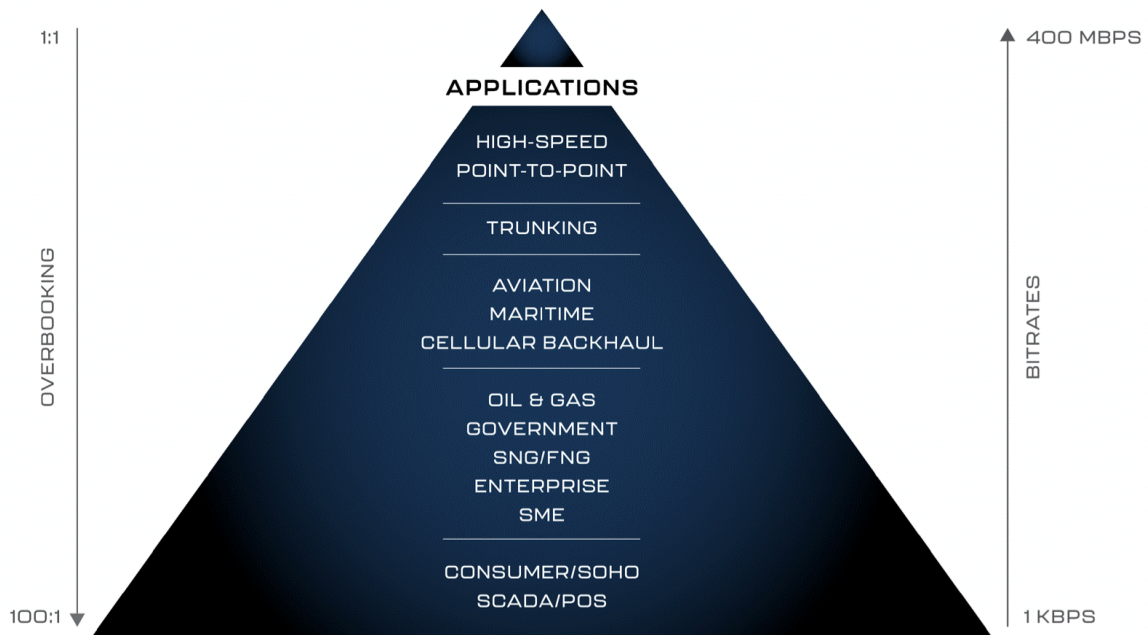 1:1
400 MBPS
APPLICATIONS
HIGH-SPEED
POINT-TO-POINT
TRUNKING
AVIATION
MARITIME
CELLULAR BACKHAUL
OVERBOOKING
BITRATES
OIL & GAS
GOVERNMENT
SNG/FNG
ENTERPRISE
SME
CONSUMER/SOHO
SCADA/POS
100:1
1 KBPS